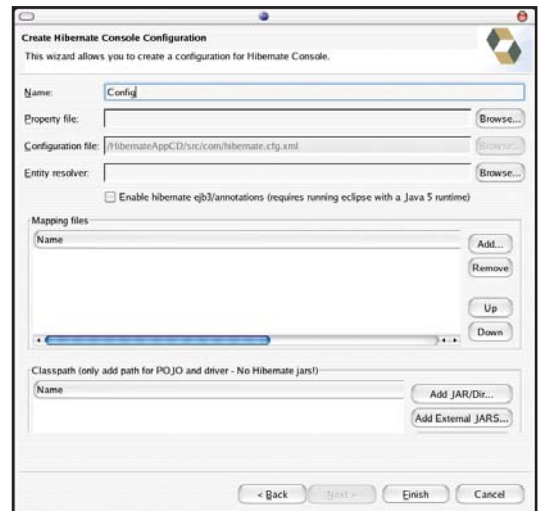 Create Hibernate Console Configuration
This wizard allows you to create a configuration for Hibernate Console.
Name: Config
Property file: Browse...
Configuration file: /HibernateAppCD/src/com/hibernate.cfg.xml Browse...
Entity resolver: Browse...
Enable hibernate ejb3/annotations (requires running eclipse with a Java 5 runtime)
Mapping files
Name
Add...
Remove
Up
Down
Classpath (only add path for POJO and driver - No Hibernate jars!)
Name
Add JAR/Dir...
Add External JARS...
< Back Next > Finish Cancel